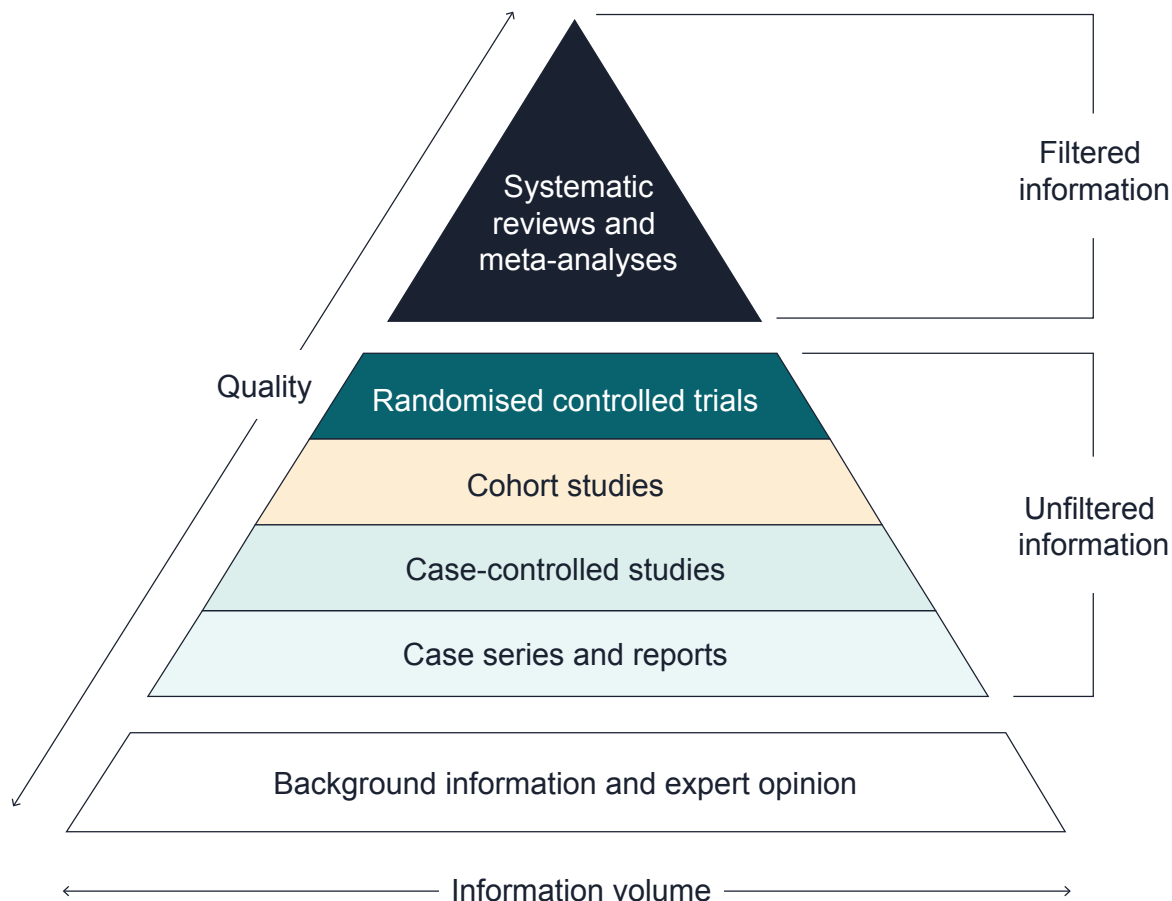 Systematic
reviews and
meta-analyses
Filtered
information
Quality
Randomised controlled trials
Cohort studies
Case-controlled studies
Case series and reports
Unfiltered
information
Background information and expert opinion
Information volume